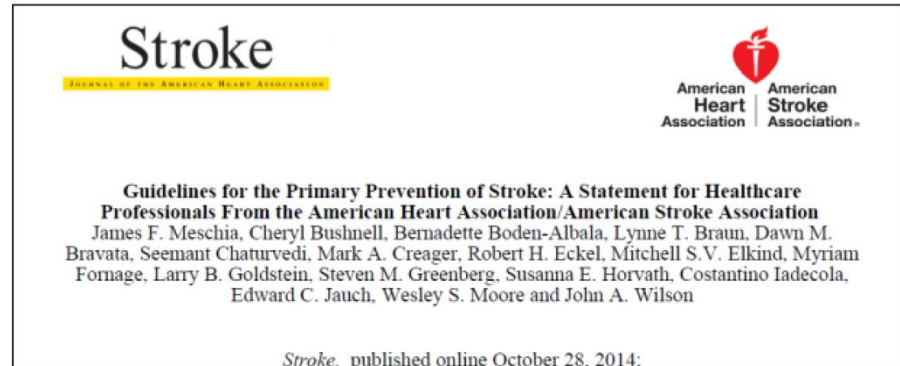 Stroke
JOURNAL OF THE AMERICAN HEART ASSOCIATION
American Heart Association
American Stroke Association®
Guidelines for the Primary Prevention of Stroke: A Statement for Healthcare
Professionals From the American Heart Association/American Stroke Association
James F. Meschia, Cheryl Bushnell, Bernadette Boden-Albala, Lynne T. Braun, Dawn M.
Bravata, Seemant Chaturvedi, Mark A. Creager, Robert H. Eckel, Mitchell S.V. Elkind, Myriam
Fornage, Larry B. Goldstein, Steven M. Greenberg, Susanna E. Horvath, Costantino Iadecola,
Edward C. Jauch, Wesley S. Moore and John A. Wilson
Stroke. published online October 28, 2014;